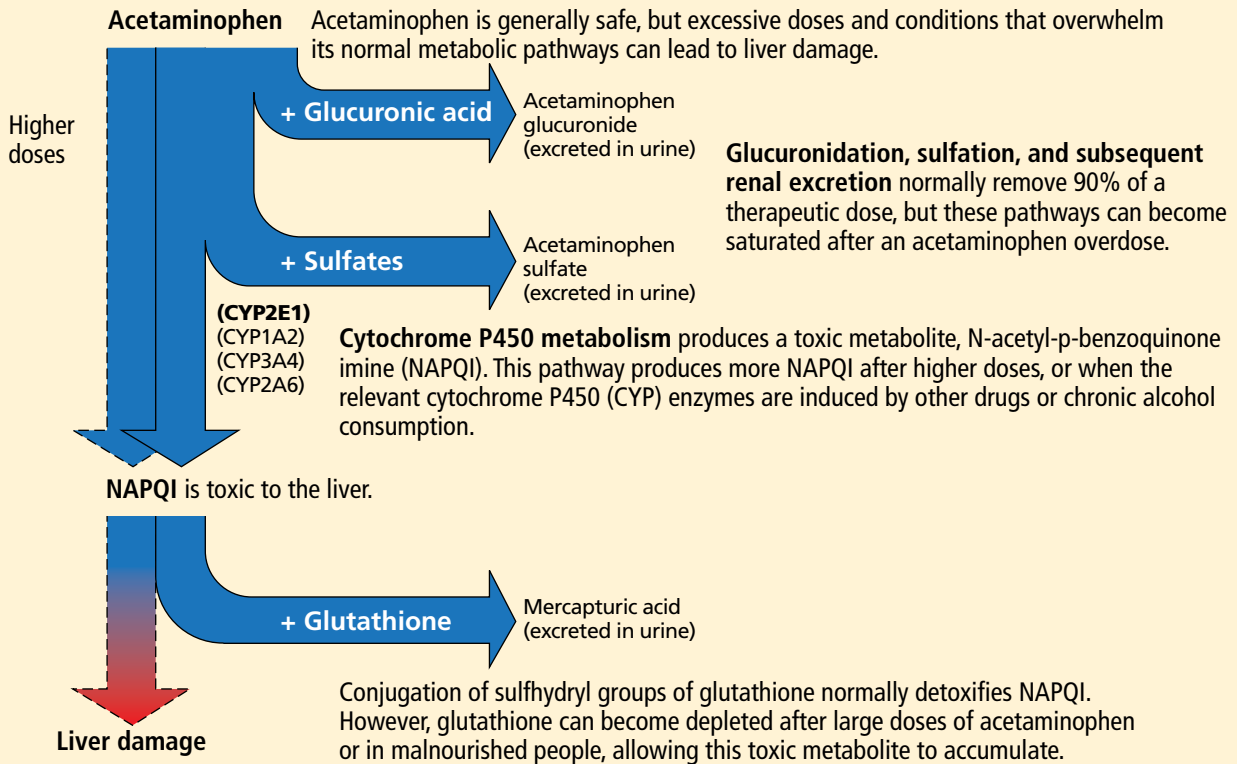 Acetaminophen
Acetaminophen is generally safe, but excessive doses and conditions that overwhelm
its normal metabolic pathways can lead to liver damage.
Higher
doses
+ Glucuronic acid
Acetaminophen
glucuronide
(excreted in urine)
Glucuronidation, sulfation, and subsequent
renal excretion normally remove 90% of a
therapeutic dose, but these pathways can become
saturated after an acetaminophen overdose.
+ Sulfates
Acetaminophen
sulfate
(excreted in urine)
(CYP2E1)
(CYP1A2)
(CYP3A4)
(CYP2A6)
Cytochrome P450 metabolism produces a toxic metabolite, N-acetyl-p-benzoquinone
imine (NAPQI). This pathway produces more NAPQI after higher doses, or when the
relevant cytochrome P450 (CYP) enzymes are induced by other drugs or chronic alcohol
consumption.
NAPQI is toxic to the liver.
+ Glutathione
Mercapturic acid
(excreted in urine)
Conjugation of sulfhydryl groups of glutathione normally detoxifies NAPQI.
However, glutathione can become depleted after large doses of acetaminophen
or in malnourished people, allowing this toxic metabolite to accumulate.
Liver damage